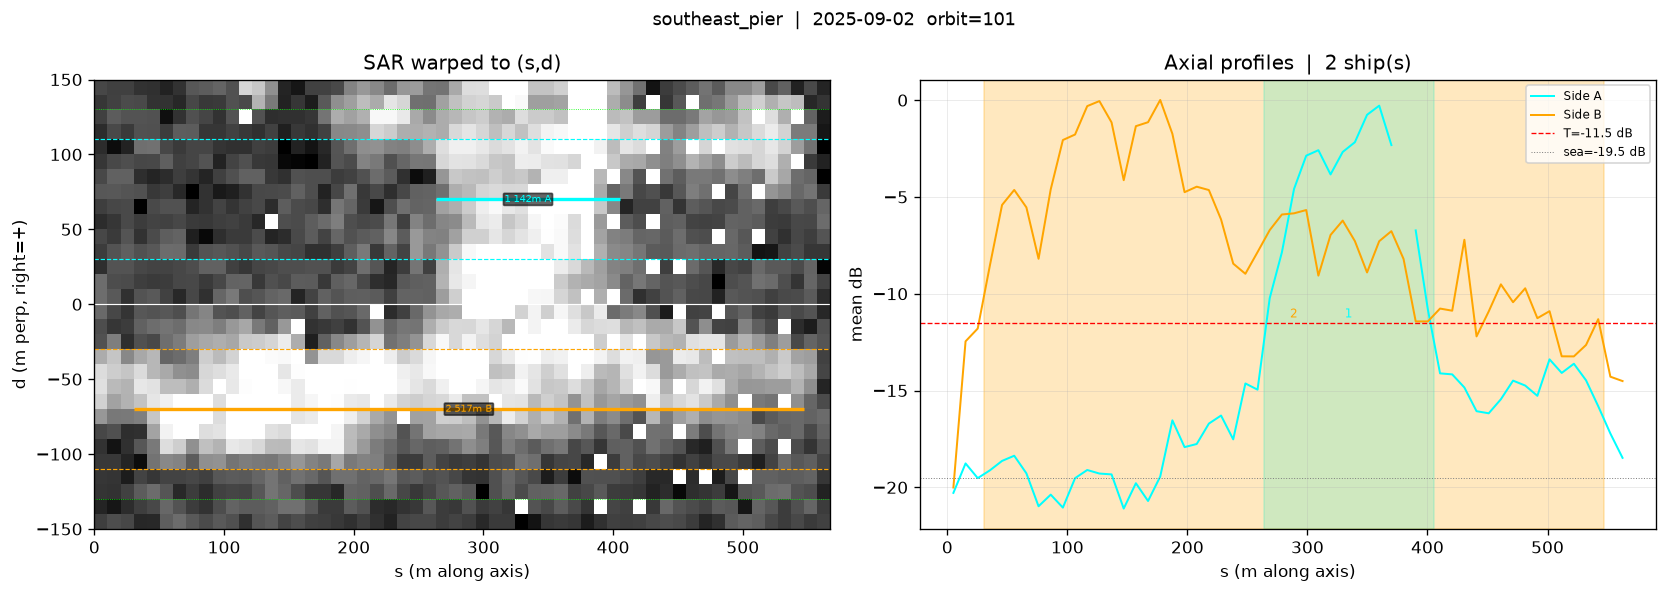 southeast_pier  |  2025-09-02  orbit=101
SAR warped to (s,d)
150
100
50
0
−50
−100
−150
d (m perp, right=+)
1 142m A
2 517m B
0
100
200
300
400
500
s (m along axis)
Axial profiles  |  2 ship(s)
0
−5
−10
−15
−20
mean dB
Side A
Side B
T=-11.5 dB
sea=-19.5 dB
2
1
0
100
200
300
400
500
s (m along axis)